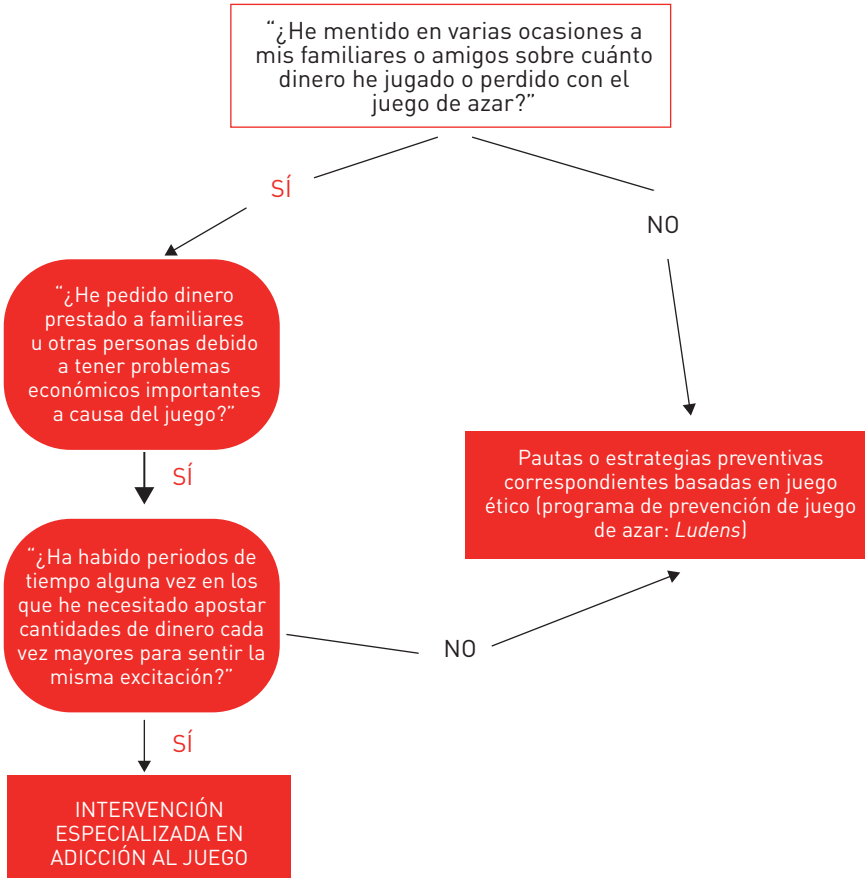 “¿He mentido en varias ocasiones a
mis familiares o amigos sobre cuánto
dinero he jugado o perdido con el
juego de azar?”
SÍ
NO
“¿He pedido dinero
prestado a familiares
u otras personas debido
a tener problemas
económicos importantes
a causa del juego?”
SÍ
Pautas o estrategias preventivas
correspondientes basadas en juego
ético (programa de prevención de juego
de azar: Ludens)
“¿Ha habido periodos de
tiempo alguna vez en los
que he necesitado apostar
cantidades de dinero cada
vez mayores para sentir la
misma excitación?”
NO
SÍ
INTERVENCIÓN
ESPECIALIZADA EN
ADICCIÓN AL JUEGO